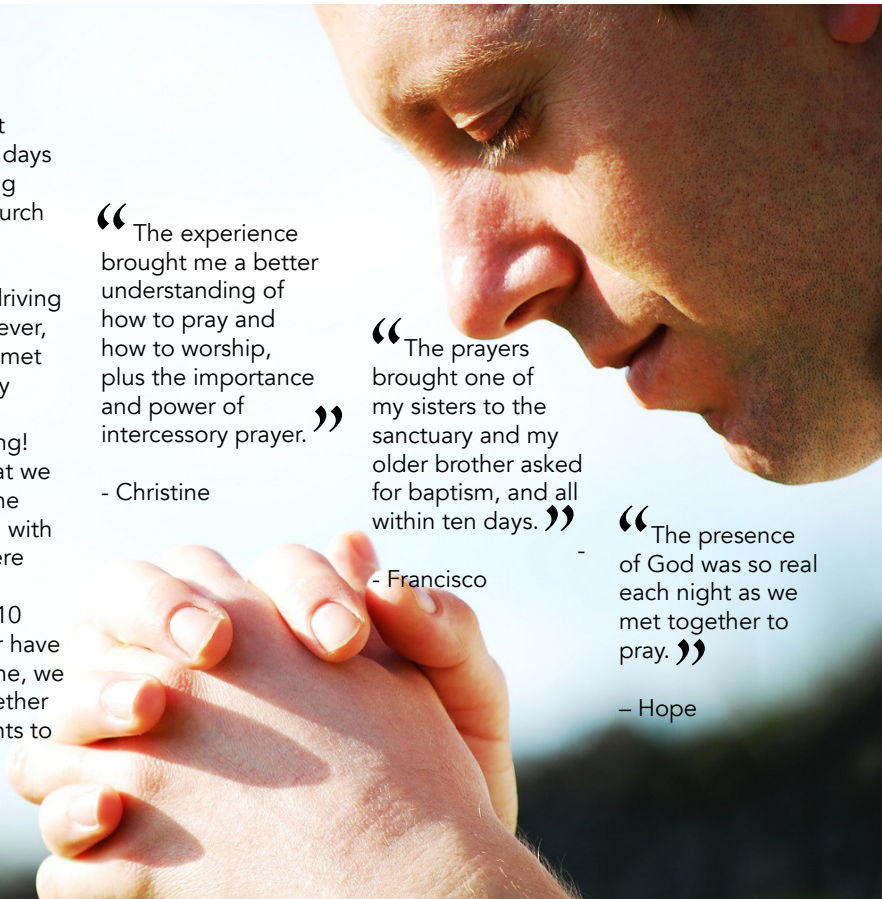 t
days
g
urch
driving
ever,
met
y
ng!
at we
ne
with
ere
10
r have
ne, we
ether
nts to
“The experience
brought me a better
understanding of
how to pray and
how to worship,
plus the importance
and power of
intercessory prayer.”
- Christine
“The prayers
brought one of
my sisters to the
sanctuary and my
older brother asked
for baptism, and all
within ten days.”
-
- Francisco
“The presence
of God was so real
each night as we
met together to
pray.”
– Hope